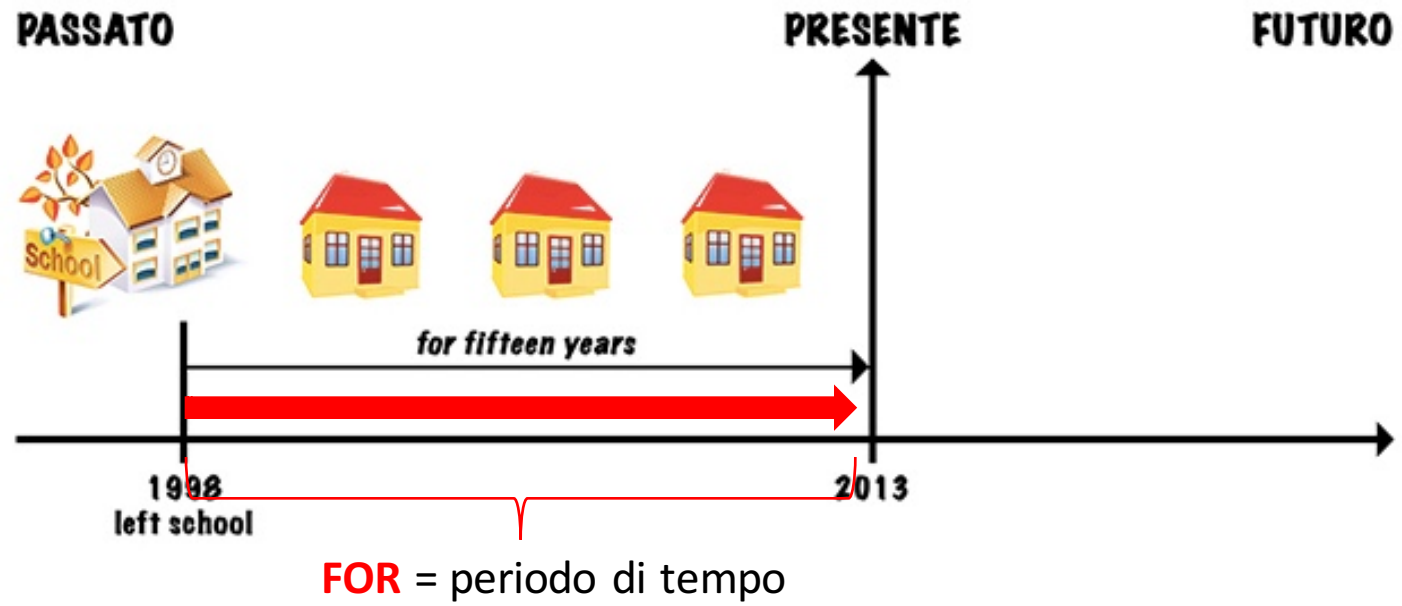 PASSATO PRESENTE FUTURO
School
for fifteen years
1998 2013
left school
FOR = periodo di tempo